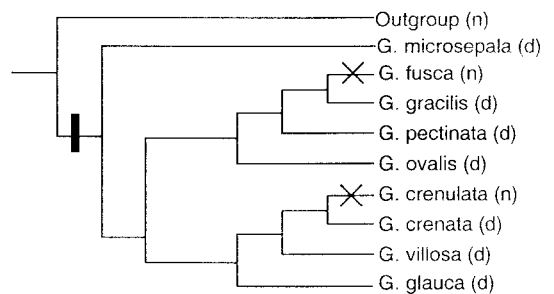 Outgroup (n)
G. microsepala (d)
G. fusca (n)
G. gracilis (d)
G. pectinata (d)
G. ovalis (d)
G. crenulata (n)
G. crenata (d)
G. villosa (d)
G. glauca (d)